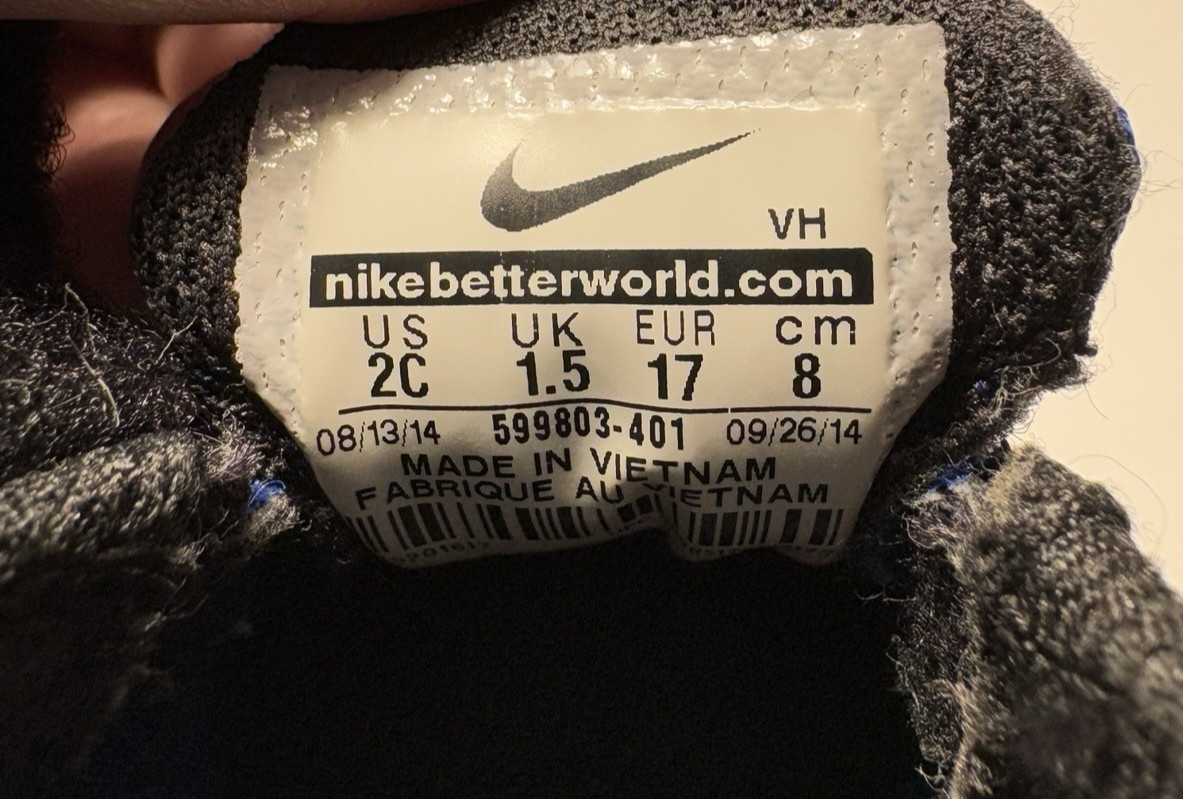 VH
nikebetterworld.com
US UK EUR cm
2C 1.5 17 8
08/13/14 599803-401 09/26/14
MADE IN VIETNAM
FABRIQUE AU VIETNAM